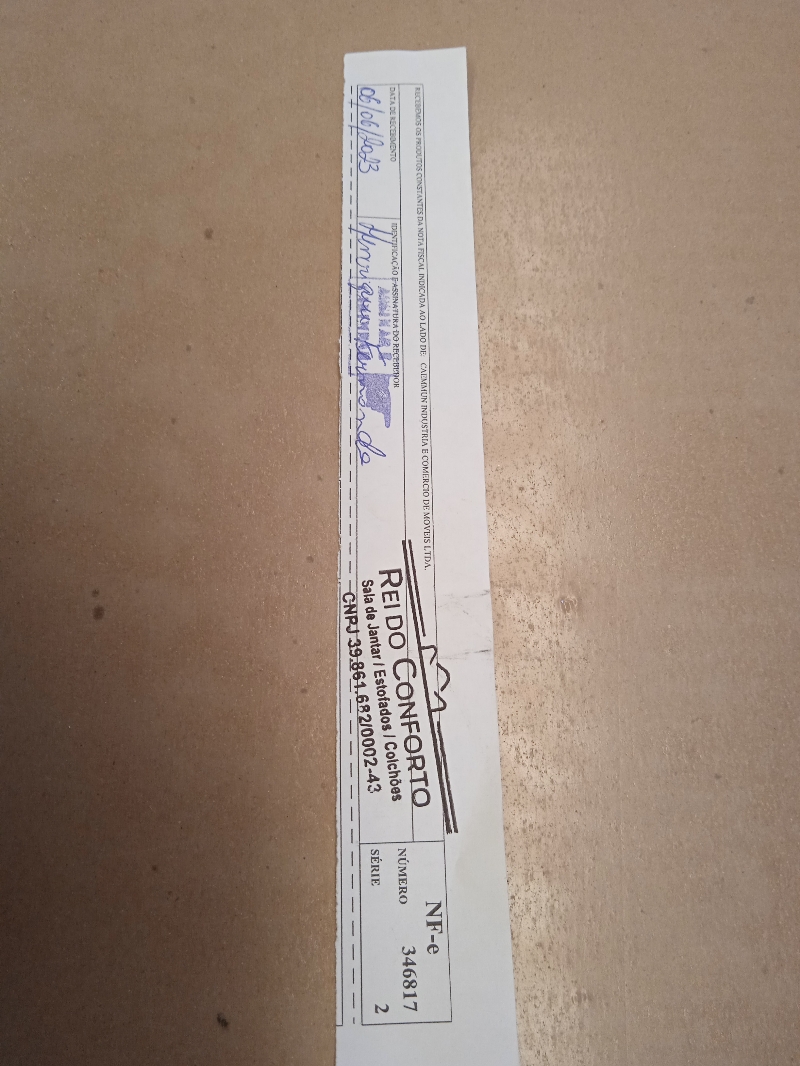 RECEBEMOS OS PRODUTOS CONSTANTES DA NOTA FISCAL INDICADA AO LADO DE: CAEMMUN INDUSTRIA E COMERCIO DE MOVEIS LTDA.
DATA DE RECEBIMENTO
06/06/2023
IDENTIFICAÇÃO E ASSINATURA DO RECEBEDOR
REI DO CONFORTO
Sala de Jantar / Estofados / Colchões
CNPJ 39.861.682/0002-43
NF-e
NÚMERO 346817
SÉRIE 2